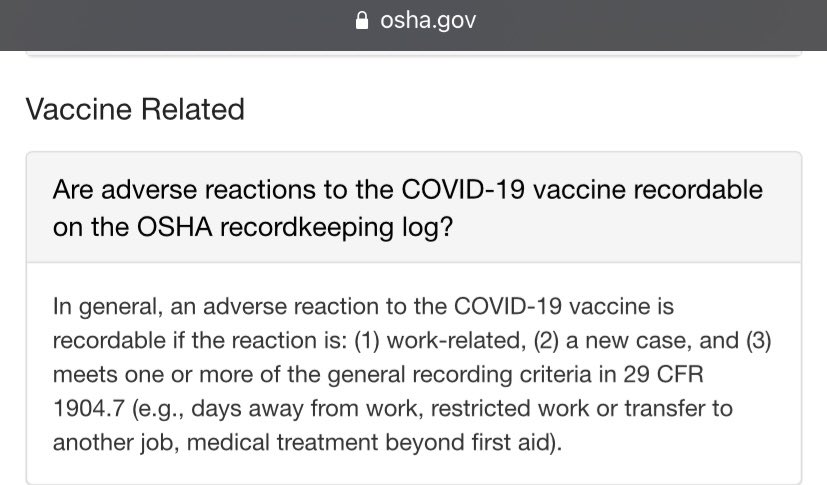 osha.gov
Vaccine Related
Are adverse reactions to the COVID-19 vaccine recordable
on the OSHA recordkeeping log?
In general, an adverse reaction to the COVID-19 vaccine is
recordable if the reaction is: (1) work-related, (2) a new case, and (3)
meets one or more of the general recording criteria in 29 CFR
1904.7 (e.g., days away from work, restricted work or transfer to
another job, medical treatment beyond first aid).